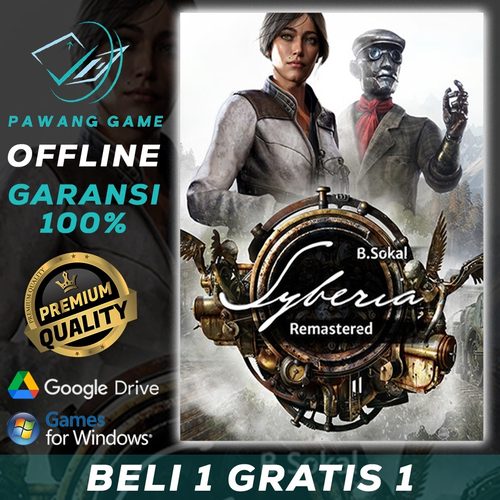 PAWANG GAME
OFFLINE
GARANSI
100%
PREMIUM
QUALITY
Google Drive
Games
for Windows®
B.Sokal
Syberia
Remastered
BELI 1 GRATIS 1